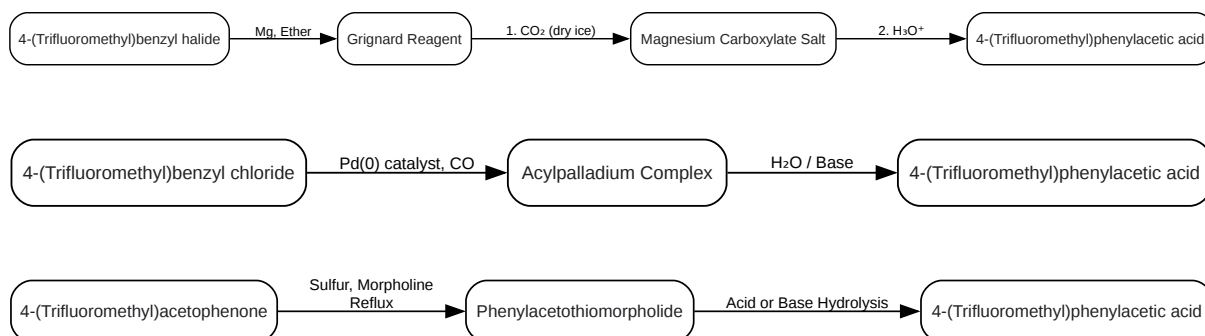 4-(Trifluoromethyl)benzyl halide
Mg, Ether
Grignard Reagent
1. CO₂ (dry ice)
Magnesium Carboxylate Salt
2. H₃O⁺
4-(Trifluoromethyl)phenylacetic acid
4-(Trifluoromethyl)benzyl chloride
Pd(0) catalyst, CO
Acylpalladium Complex
H₂O / Base
4-(Trifluoromethyl)phenylacetic acid
4-(Trifluoromethyl)acetophenone
Sulfur, Morpholine
Reflux
Phenylacetothiomorpholide
Acid or Base Hydrolysis
4-(Trifluoromethyl)phenylacetic acid